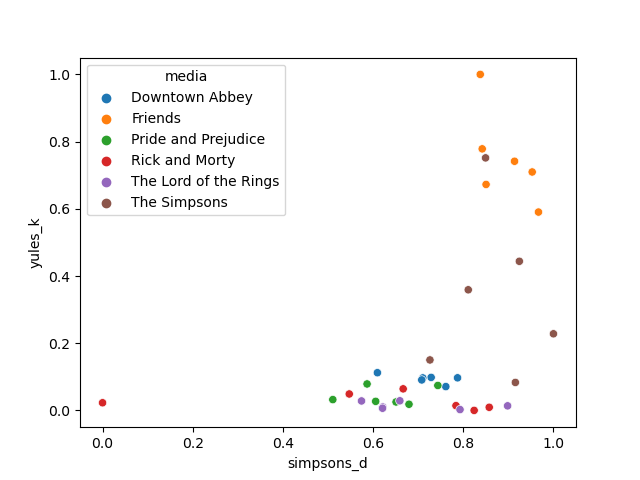 media
Downtown Abbey
Friends
Pride and Prejudice
Rick and Morty
The Lord of the Rings
The Simpsons
1.0
0.8
0.6
0.4
0.2
0.0
yules_k
0.0 0.2 0.4 0.6 0.8 1.0
simpsons_d